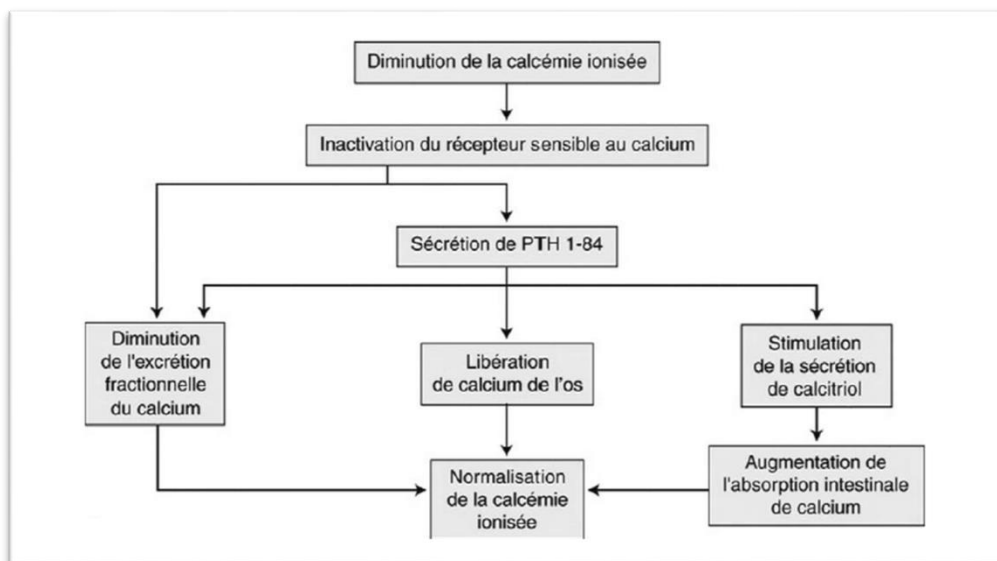 Diminution de la calcémie ionisée
Inactivation du récepteur sensible au calcium
Sécrétion de PTH 1-84
Diminution
de l'excrétion
fractionnelle
du calcium
Libération
de calcium de l'os
Stimulation
de la sécrétion
de calcitriol
Normalisation
de la calcémie
ionisée
Augmentation de
l'absorption intestinale
de calcium